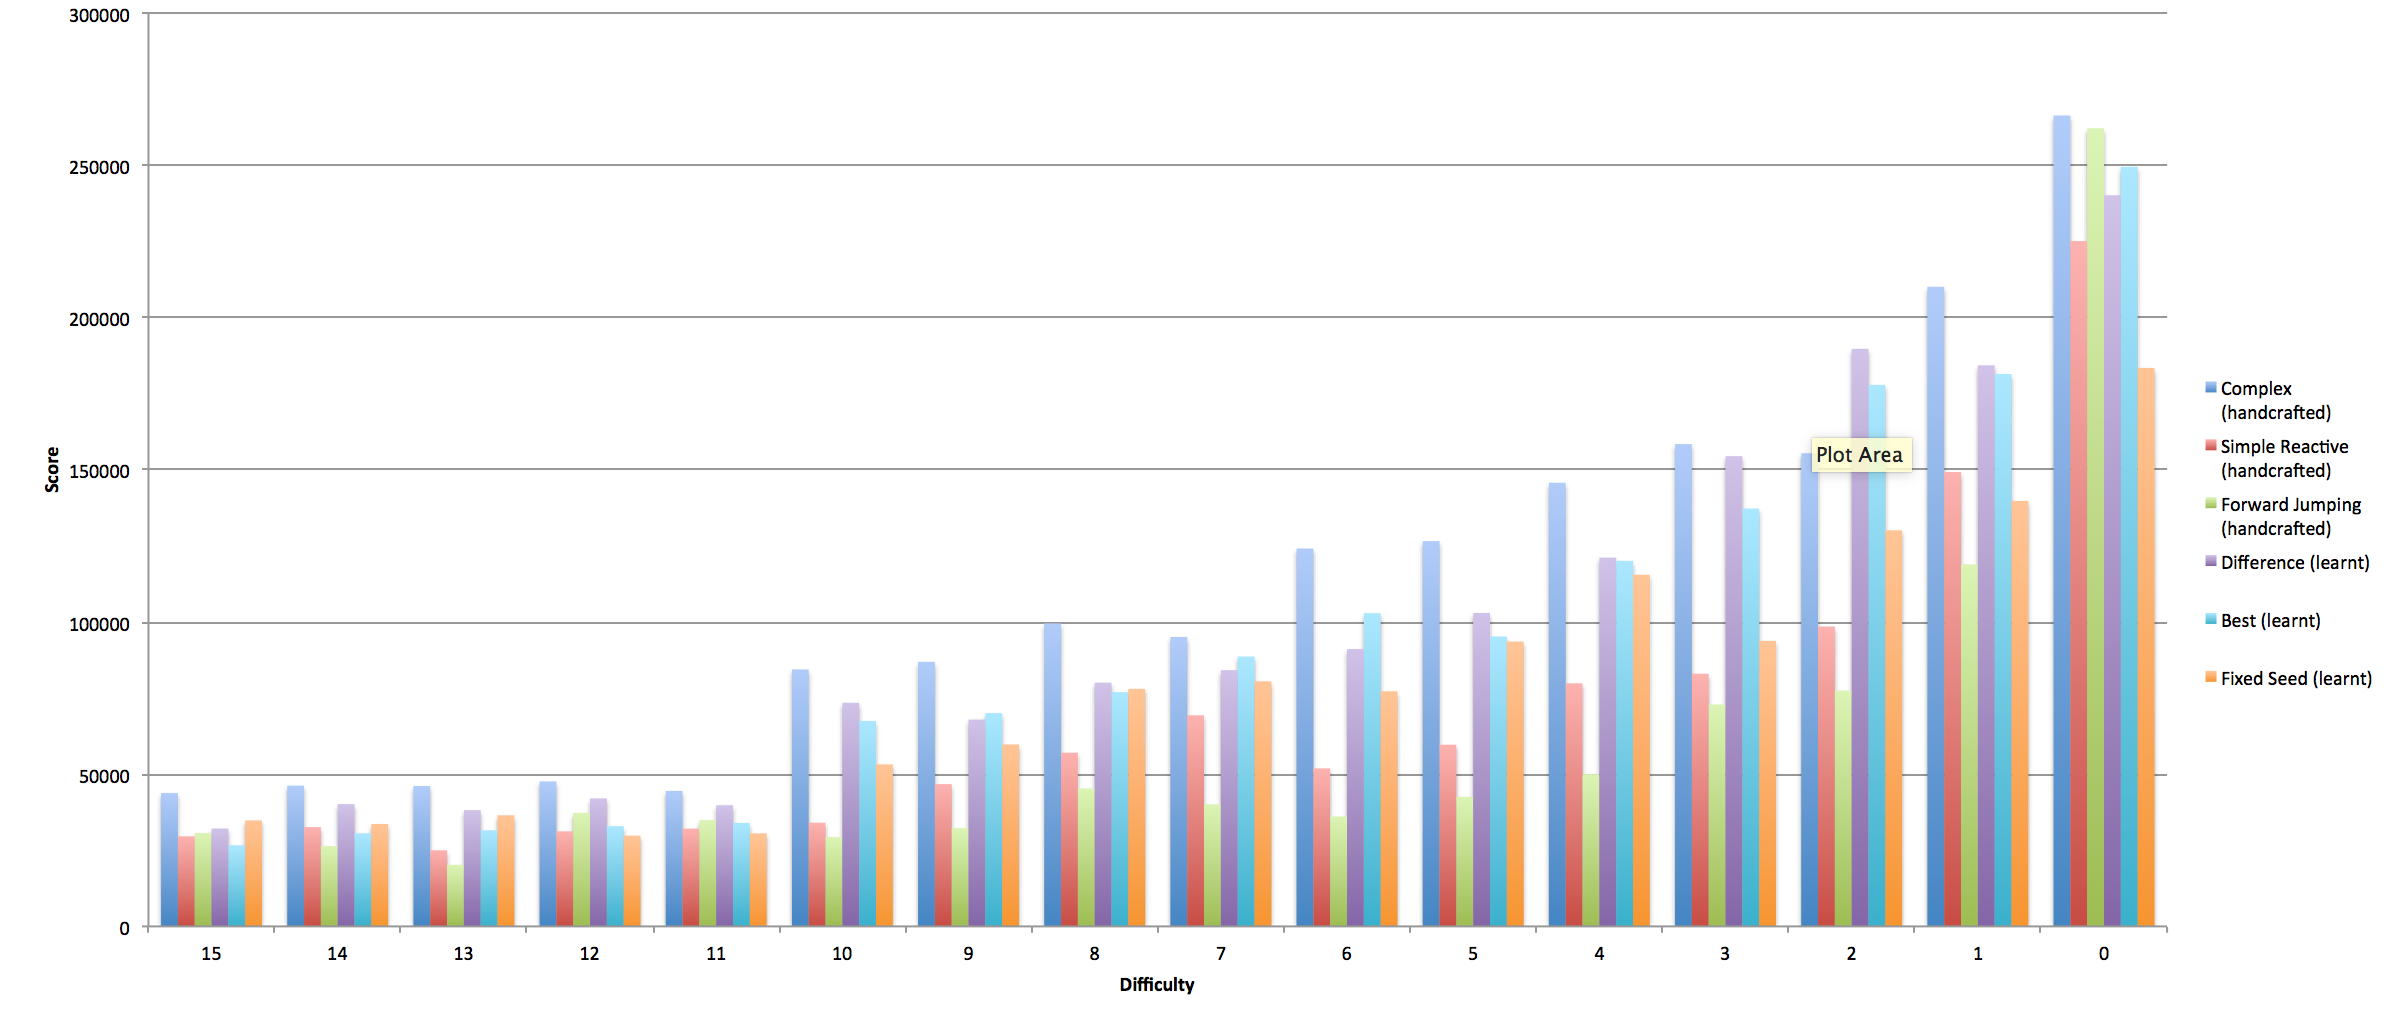 300000
250000
200000
150000
100000
50000
0
Score
15 14 13 12 11 10 9 8 7 6 5 4 3 2 1 0
Difficulty
Plot Area
Complex
(handcrafted)
Simple Reactive
(handcrafted)
Forward Jumping
(handcrafted)
Difference (learnt)
Best (learnt)
Fixed Seed (learnt)